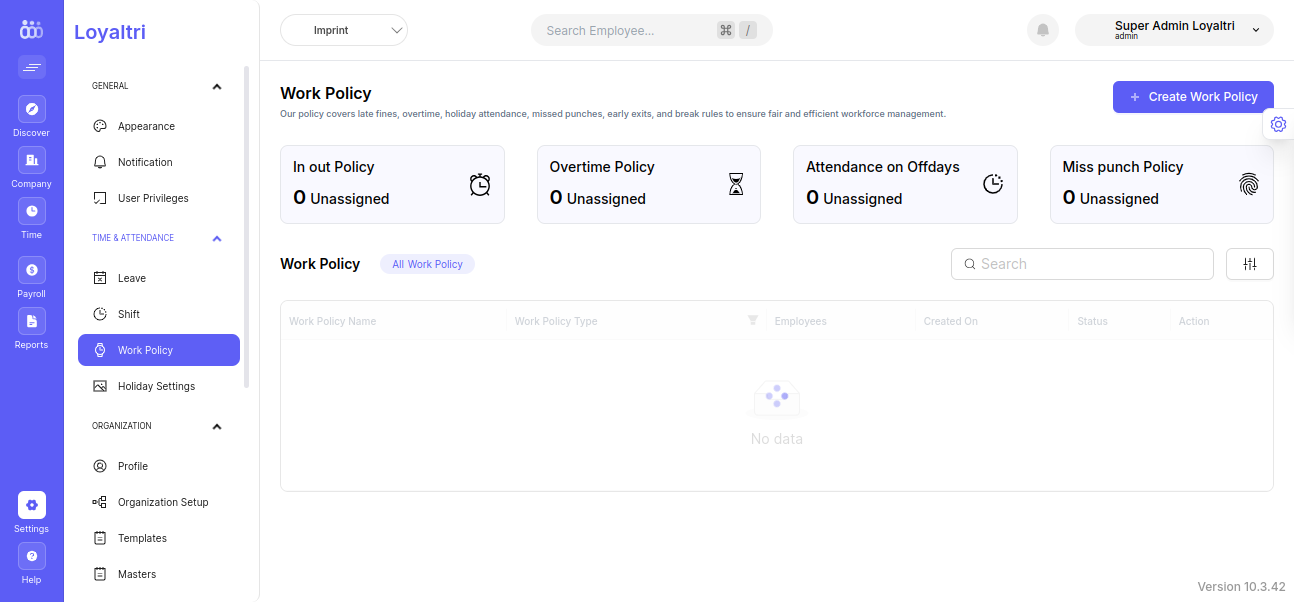 Loyaltri
Discover
Company
Time
Payroll
Reports
Settings
Help
GENERAL
Appearance
Notification
User Privileges
TIME & ATTENDANCE
Leave
Shift
Work Policy
Holiday Settings
ORGANIZATION
Profile
Organization Setup
Templates
Masters
Imprint
Search Employee...
⌘ /
Super Admin Loyaltri
admin
Work Policy
Our policy covers late fines, overtime, holiday attendance, missed punches, early exits, and break rules to ensure fair and efficient workforce management.
+ Create Work Policy
In out Policy
0 Unassigned
Overtime Policy
0 Unassigned
Attendance on Offdays
0 Unassigned
Miss punch Policy
0 Unassigned
Work Policy
All Work Policy
Search
Work Policy Name Work Policy Type Employees Created On Status Action
No data
Version 10.3.42